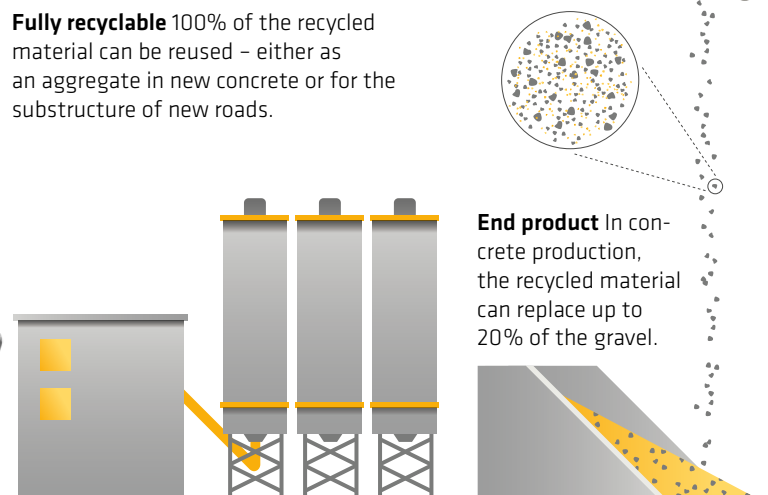 Fully recyclable 100% of the recycled
material can be reused – either as
an aggregate in new concrete or for the
substructure of new roads.
End product In con-
crete production,
the recycled material
can replace up to
20% of the gravel.